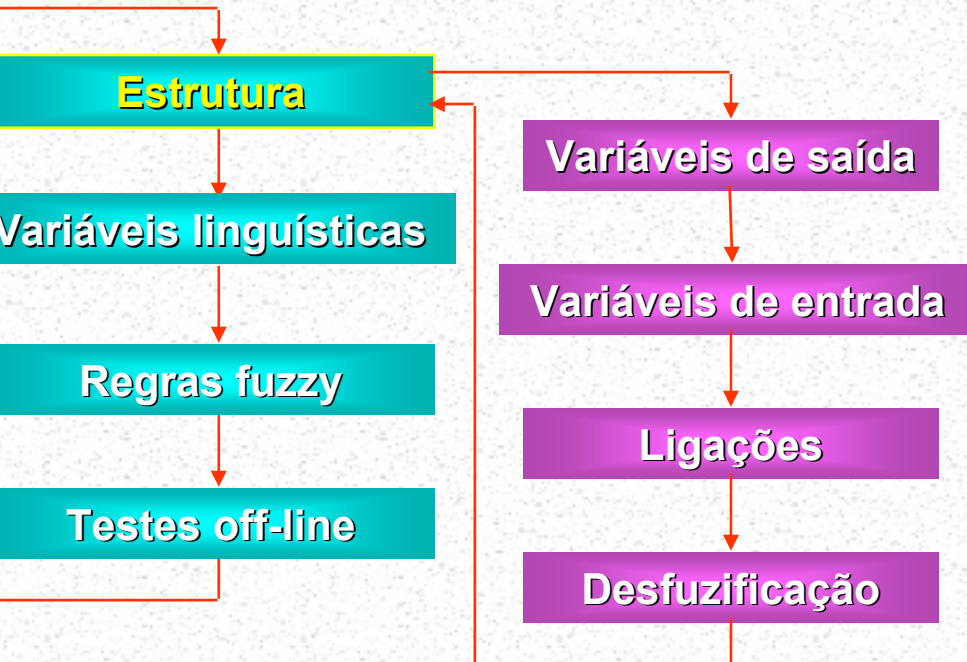 Estrutura
Variáveis linguísticas
Regras fuzzy
Testes off-line
Variáveis de saída
Variáveis de entrada
Ligações
Desfuzificação